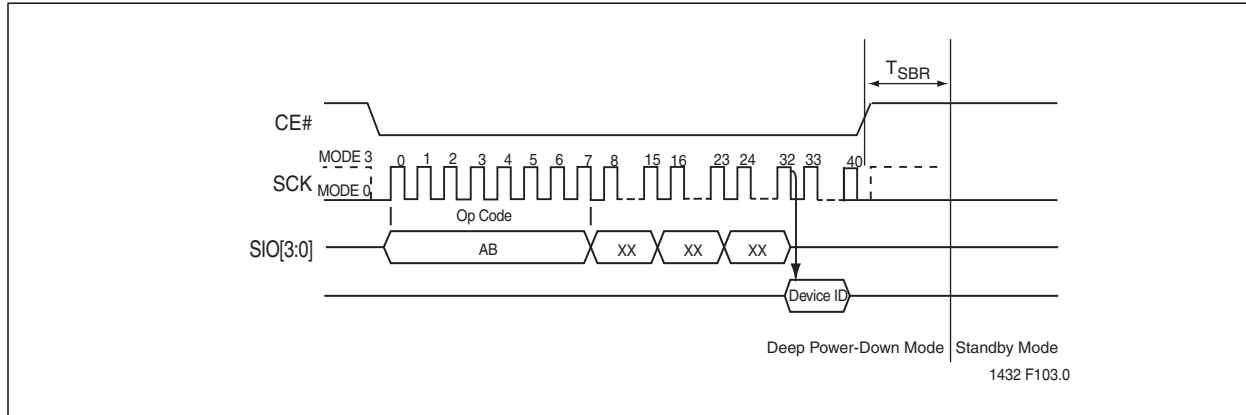 TSBR
CE#
MODE 3
0 1 2 3 4 5 6 7 8 15 16 23 24 32 33 40
SCK
MODE 0
Op Code
SIO[3:0]
AB XX XX XX
Device ID
Deep Power-Down Mode Standby Mode
1432 F103.0